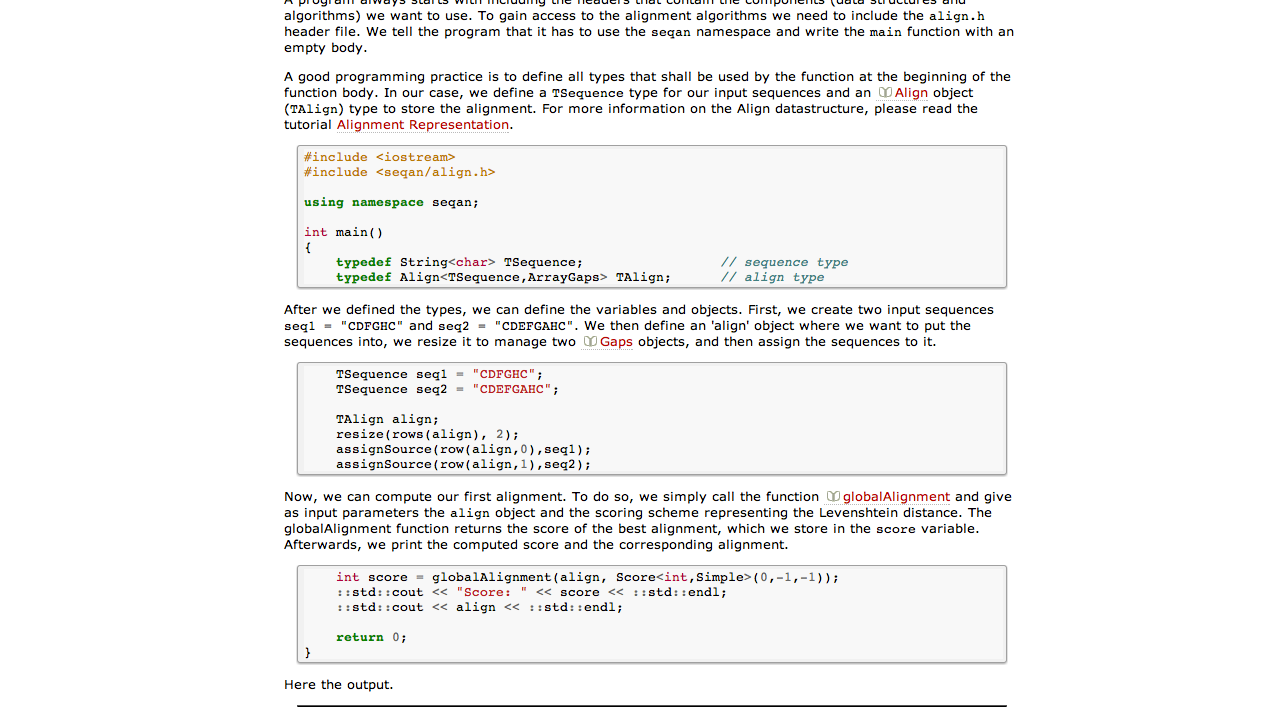 A program always starts with including the headers that contain the components (data structures and
algorithms) we want to use. To gain access to the alignment algorithms we need to include the align.h
header file. We tell the program that it has to use the seqan namespace and write the main function with an
empty body.
A good programming practice is to define all types that shall be used by the function at the beginning of the
function body. In our case, we define a TSequence type for our input sequences and an Align object
(TAlign) type to store the alignment. For more information on the Align datastructure, please read the
tutorial Alignment Representation.
#include <iostream>
#include <seqan/align.h>
using namespace seqan;
int main()
{
    typedef String<char> TSequence;                 // sequence type
    typedef Align<TSequence,ArrayGaps> TAlign;      // align type
After we defined the types, we can define the variables and objects. First, we create two input sequences
seq1 = "CDFGHC" and seq2 = "CDEFGAHC". We then define an 'align' object where we want to put the
sequences into, we resize it to manage two Gaps objects, and then assign the sequences to it.
    TSequence seq1 = "CDFGHC";
    TSequence seq2 = "CDEFGAHC";
    TAlign align;
    resize(rows(align), 2);
    assignSource(row(align,0),seq1);
    assignSource(row(align,1),seq2);
Now, we can compute our first alignment. To do so, we simply call the function globalAlignment and give
as input parameters the align object and the scoring scheme representing the Levenshtein distance. The
globalAlignment function returns the score of the best alignment, which we store in the score variable.
Afterwards, we print the computed score and the corresponding alignment.
    int score = globalAlignment(align, Score<int,Simple>(0,-1,-1));
    ::std::cout << "Score: " << score << ::std::endl;
    ::std::cout << align << ::std::endl;
    return 0;
}
Here the output.